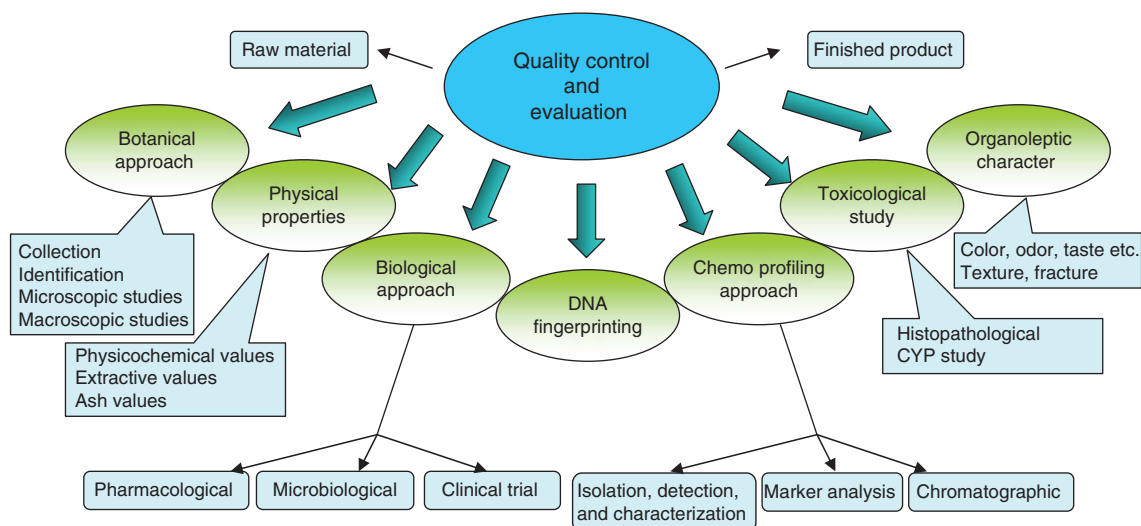 Raw material
Quality control
and
evaluation
Finished product
Botanical
approach
Physical
properties
Biological
approach
DNA
fingerprinting
Chemo profiling
approach
Toxicological
study
Organoleptic
character
Collection
Identification
Microscopic studies
Macroscopic studies
Physicochemical values
Extractive values
Ash values
Color, odor, taste etc.
Texture, fracture
Histopathological
CYP study
Pharmacological
Microbiological
Clinical trial
Isolation, detection,
and characterization
Marker analysis
Chromatographic